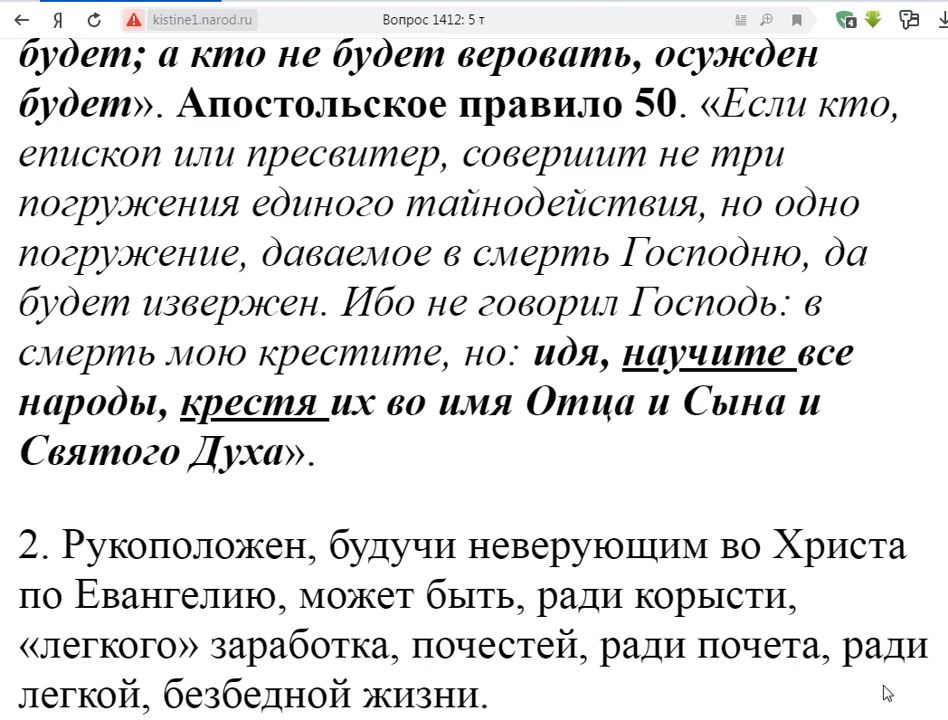 Я kistine1.narod.ru Вопрос 1412: 5 т 4
будет; а кто не будет веровать, осужден
будет». Апостольское правило 50. «Если кто,
епископ или пресвитер, совершит не три
погружения единого тайнодействия, но одно
погружение, даваемое в смерть Господню, да
будет извержен. Ибо не говорил Господь: в
смерть мою крестите, но: идя, научите все
народы, крестя их во имя Отца и Сына и
Святого Духа».
2. Рукоположен, будучи неверующим во Христа
по Евангелию, может быть, ради корысти,
«легкого» заработка, почестей, ради почета, ради
легкой, безбедной жизни.